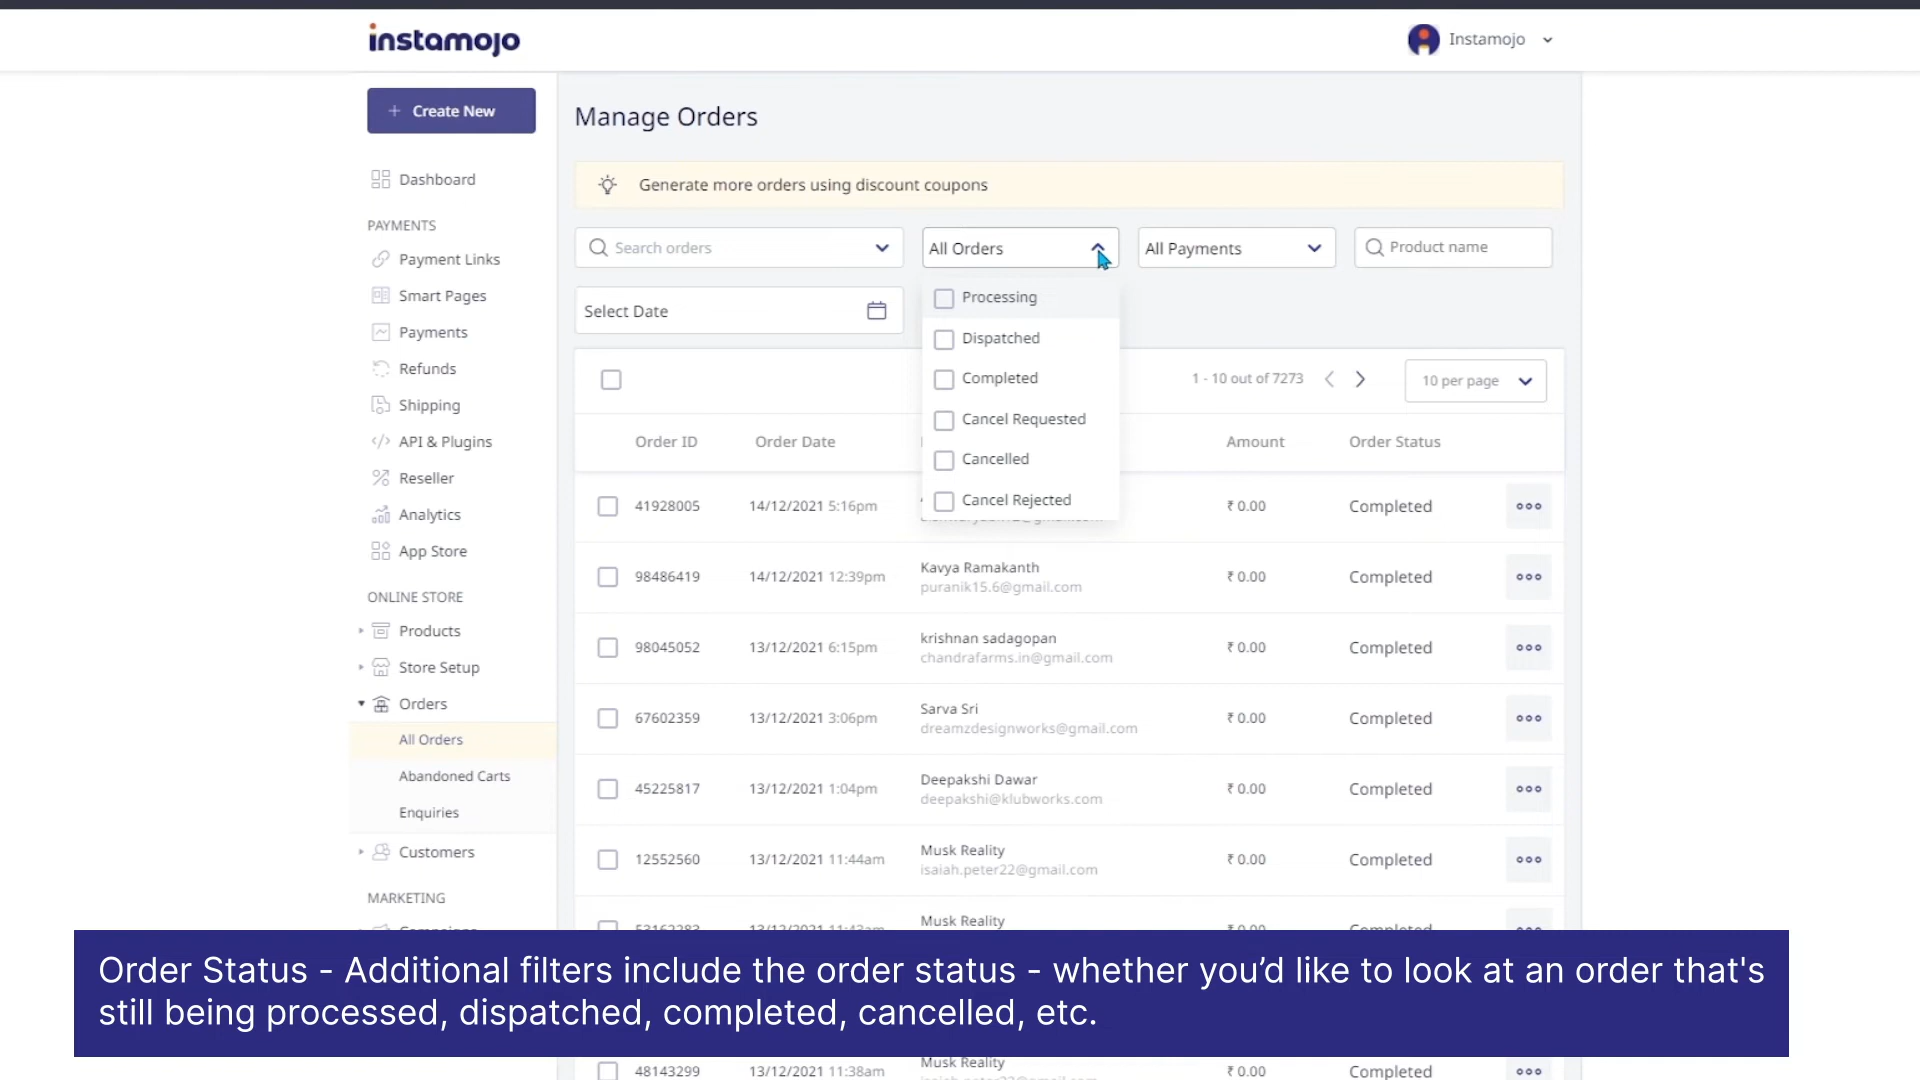 instamojo
Instamojo
+ Create New
Manage Orders
Generate more orders using discount coupons
Search orders
All Orders
All Payments
Product name
Select Date
Processing
Dispatched
Completed
Cancel Requested
Cancelled
Cancel Rejected
1 - 10 out of 7273
10 per page
Dashboard
PAYMENTS
Payment Links
Smart Pages
Payments
Refunds
Shipping
API & Plugins
Reseller
Analytics
App Store
ONLINE STORE
Products
Store Setup
Orders
All Orders
Abandoned Carts
Enquiries
Customers
MARKETING
Order ID Order Date Amount Order Status
41928005 14/12/2021 5:16pm ₹ 0.00 Completed
98486419 14/12/2021 12:39pm Kavya Ramakanth ₹ 0.00 Completed
puranik15.6@gmail.com
98045052 13/12/2021 6:15pm krishnan sadagopan ₹ 0.00 Completed
chandrafarms.in@gmail.com
67602359 13/12/2021 3:06pm Sarva Sri ₹ 0.00 Completed
dreamzdesignworks@gmail.com
45225817 13/12/2021 1:04pm Deepakshi Dawar ₹ 0.00 Completed
deepakshi@klubworks.com
12552560 13/12/2021 11:44am Musk Reality ₹ 0.00 Completed
isaiah.peter22@gmail.com
Musk Reality
Order Status - Additional filters include the order status - whether you’d like to look at an order that's
still being processed, dispatched, completed, cancelled, etc.
48143299 13/12/2021 11:38am Musk Reality ₹ 0.00 Completed